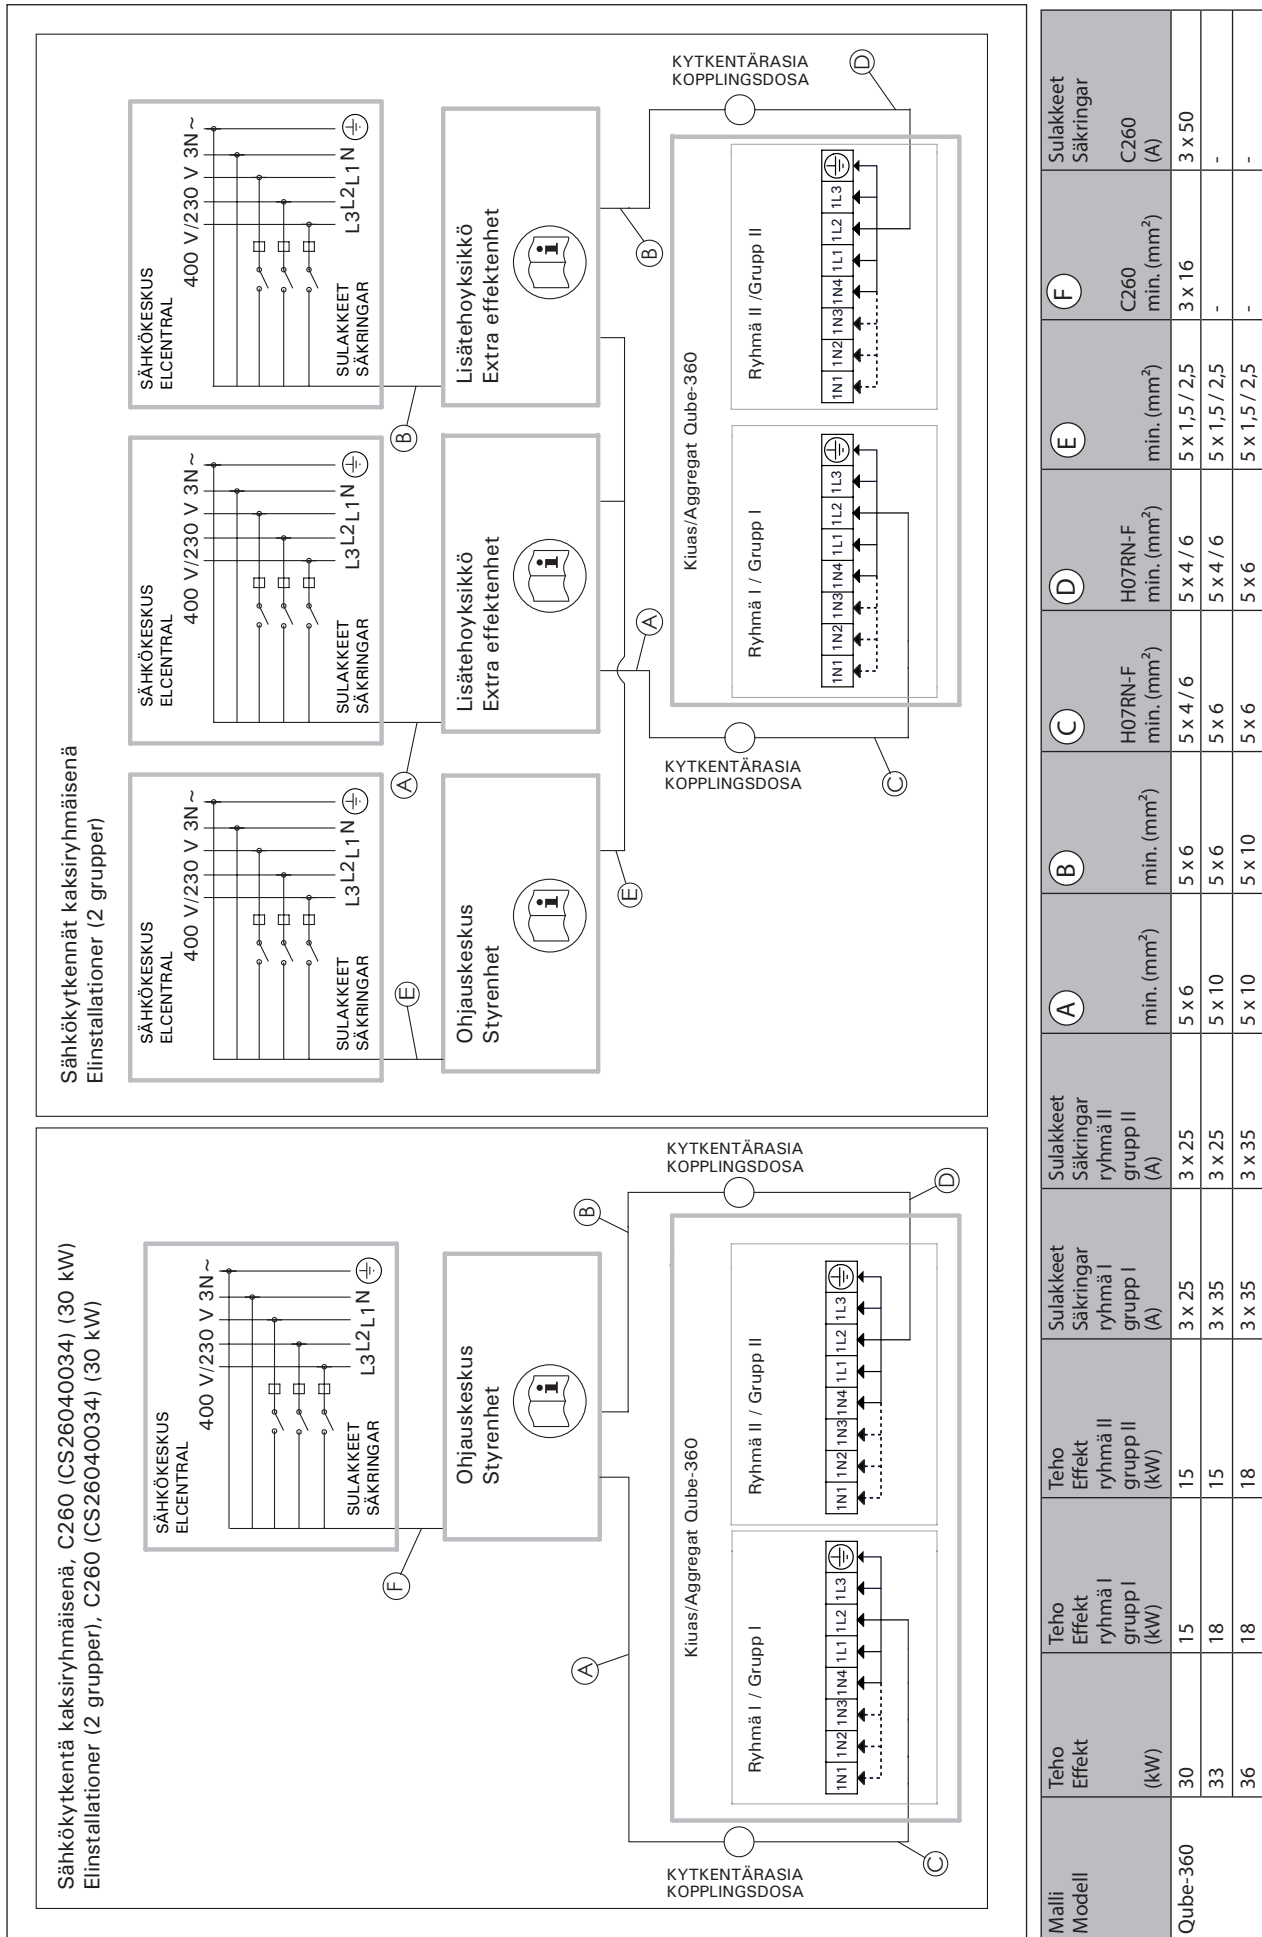 Sähkökytkentä kaksiryhmäisenä, C260 (CS26040034) (30 kW)
Elinstallationer (2 grupper), C260 (CS26040034) (30 kW)
SÄHKÖKESKUS
ELCENTRAL
400 V/230 V 3N~
L3 L2 L1 N
SULAKKEET
SÄKRINGAR
F
Ohjauskeskus
Styrenhet
i
A
B
KYTKENTÄRASIA
KOPPLINGSDOSA
KYTKENTÄRASIA
KOPPLINGSDOSA
Kiuas/Aggregat Qube-360
Ryhmä I / Grupp I
1N1 1N2 1N3 1N4 1L1 1L2 1L3
Ryhmä II / Grupp II
1N1 1N2 1N3 1N4 1L1 1L2 1L3
C
D
Sähkökytkennät kaksiryhmäisenä
Elinstallationer (2 grupper)
SÄHKÖKESKUS
ELCENTRAL
400 V/230 V 3N~
L3 L2 L1 N
SULAKKEET
SÄKRINGAR
E
SÄHKÖKESKUS
ELCENTRAL
400 V/230 V 3N~
L3 L2 L1 N
SULAKKEET
SÄKRINGAR
A
SÄHKÖKESKUS
ELCENTRAL
400 V/230 V 3N~
L3 L2 L1 N
SULAKKEET
SÄKRINGAR
B
Ohjauskeskus
Styrenhet
i
Lisätehoyksikkö
Extra effektenhet
i
Lisätehoyksikkö
Extra effektenhet
i
E
A
B
KYTKENTÄRASIA
KOPPLINGSDOSA
KYTKENTÄRASIA
KOPPLINGSDOSA
Kiuas/Aggregat Qube-360
Ryhmä I / Grupp I
1N1 1N2 1N3 1N4 1L1 1L2 1L3
Ryhmä II /Grupp II
1N1 1N2 1N3 1N4 1L1 1L2 1L3
C
D
Malli Modell
Teho Effekt (kW)
Teho Effekt ryhmä I grupp I (kW)
Teho Effekt ryhmä II grupp II (kW)
Sulakkeet Säkringar ryhmä I grupp I (A)
Sulakkeet Säkringar ryhmä II grupp II (A)
A min. (mm²)
B min. (mm²)
C H07RN-F min. (mm²)
D H07RN-F min. (mm²)
E min. (mm²)
F C260 min. (mm²)
Sulakkeet Säkringar C260 (A)
Qube-360 30 15 15 3 x 25 3 x 25 5 x 6 5 x 6 5 x 4 / 6 5 x 4 / 6 5 x 1,5 / 2,5 3 x 16 3 x 50
33 18 15 3 x 35 3 x 25 5 x 10 5 x 6 5 x 6 5 x 4 / 6 5 x 1,5 / 2,5 - -
36 18 18 3 x 35 3 x 35 5 x 10 5 x 10 5 x 6 5 x 6 5 x 1,5 / 2,5 - -